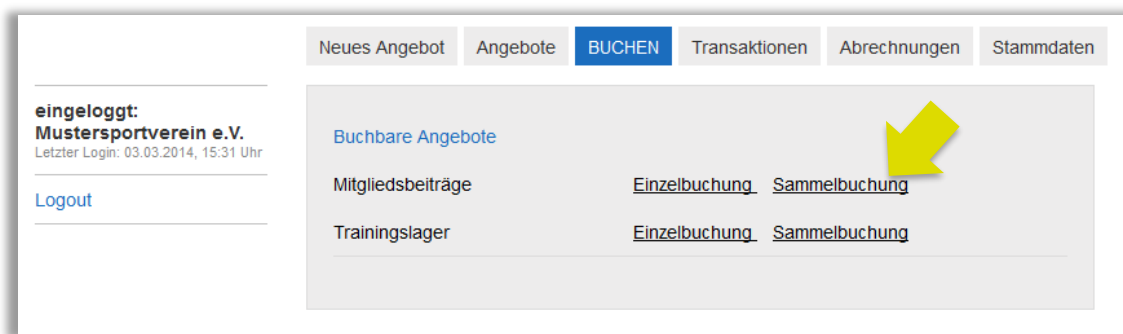 Neues Angebot Angebote BUCHEN Transaktionen Abrechnungen Stammdaten
eingeloggt:
Mustersportverein e.V.
Letzter Login: 03.03.2014, 15:31 Uhr
Logout
Buchbare Angebote
Mitgliedsbeiträge Einzelbuchung Sammelbuchung
Trainingslager Einzelbuchung Sammelbuchung